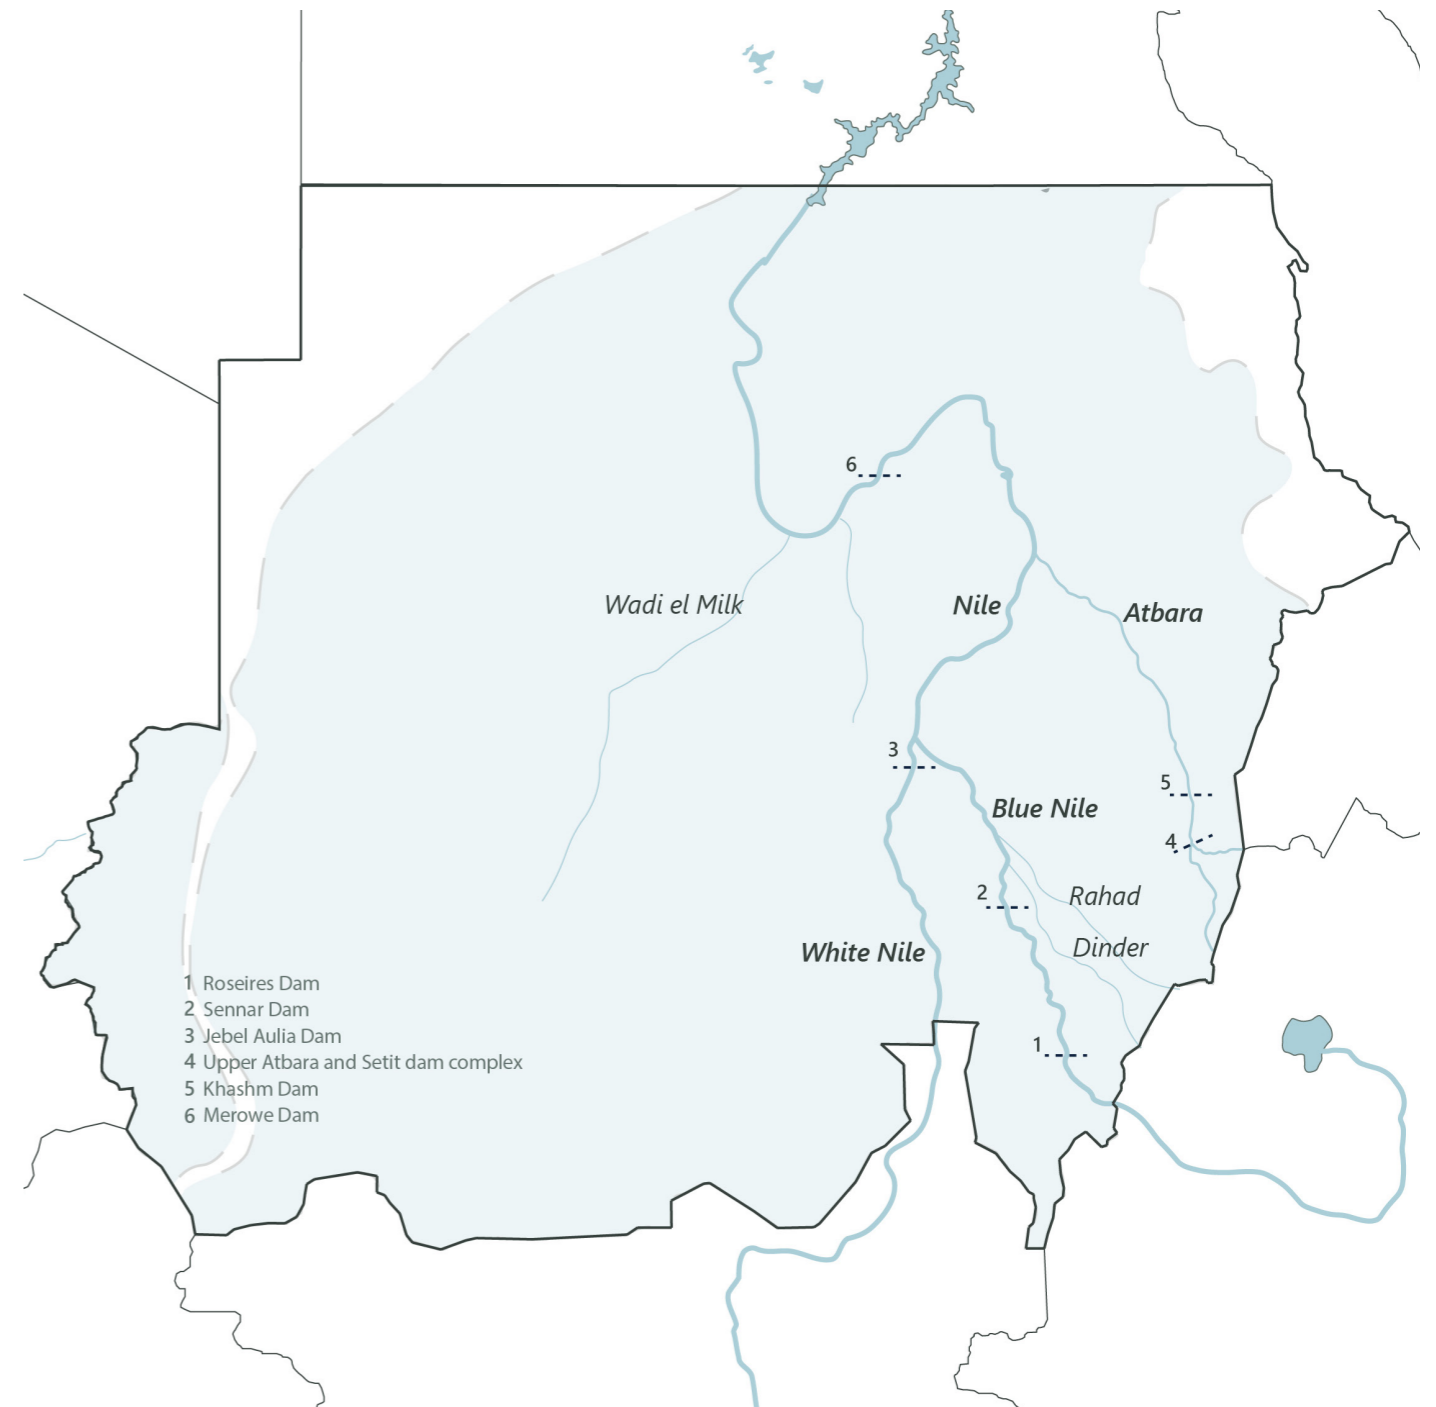 6
Wadi el Milk
Nile
Atbara
3
5
Blue Nile
4
2
Rahad
White Nile
Dinder
1 Roseires Dam
2 Sennar Dam
3 Jebel Aulia Dam
4 Upper Atbara and Setit dam complex
5 Khashm Dam
6 Merowe Dam
1